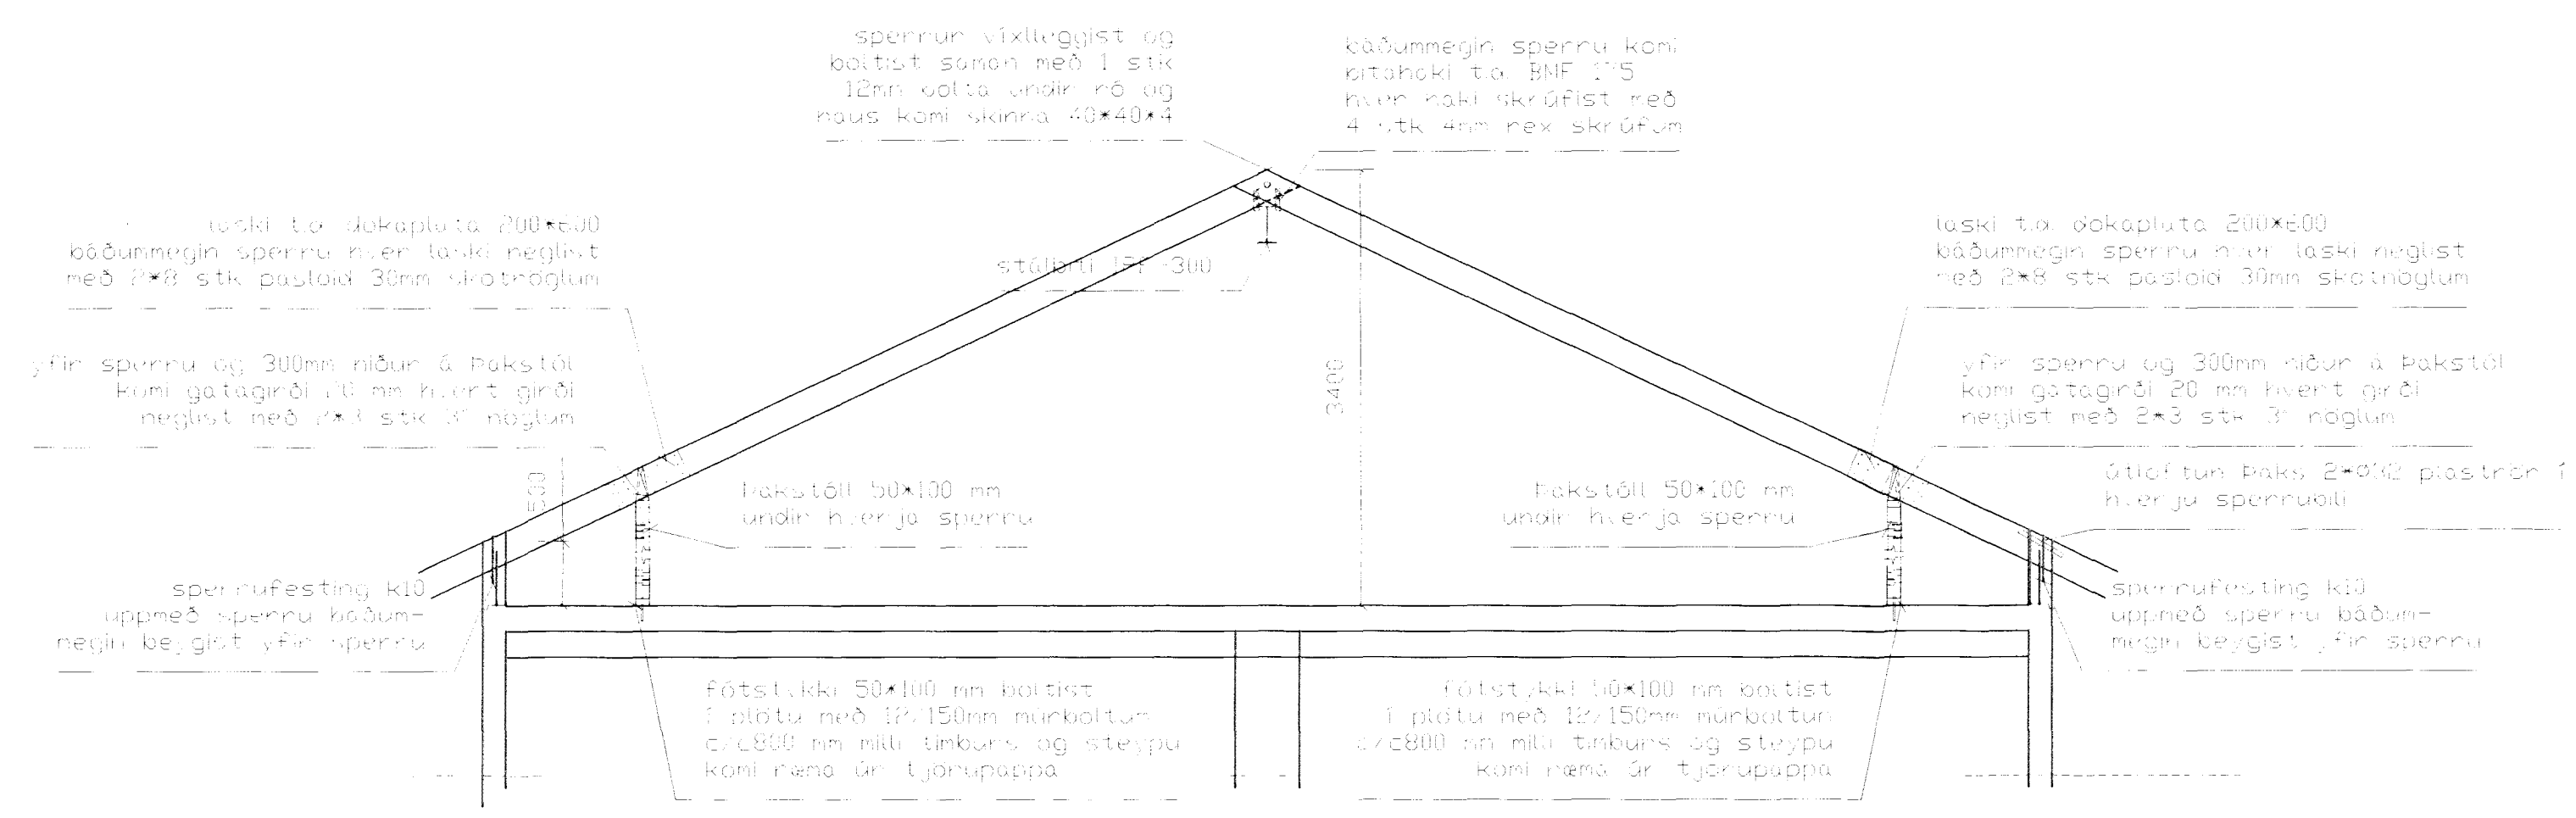 sperrur víxlleggist og
boltist saman með 1 stk
12mm bolta undir ró og
haus komi skinna 40*40*4
báðummegin sperru komi
bitahaki t.a. BMF 175
hver haki skrúfist með
4 stk 4mm rex skrúfum
laski t.a. dokaplata 200*600
báðummegin sperru hver laski neglist
með 2*8 stk pasloid 30mm skotnöglum
stálbiti -300
laski t.a. dokaplata 200*600
báðummegin sperru hver laski neglist
með 2*8 stk pasloid 30mm skotnöglum
yfir sperru og 300mm niður á þakstól
komi gatagirði 20 mm hvert girði
neglist með 2*3 stk 3" nöglum
3400
yfir sperru og 300mm niður á þakstól
komi gatagirði 20 mm hvert girði
neglist með 2*3 stk 3" nöglum
500
þakstóll 50*100 mm
undir hverja sperru
þakstóll 50*100 mm
undir hverja sperru
útloftun þaks 2*ø32 plaströr í
hverju sperrubili
sperrufesting k10
uppmeð sperru báðum-
megin beygist yfir sperru
sperrufesting k10
uppmeð sperru báðum-
megin beygist yfir sperru
fótstykki 50*100 mm boltist
í plötu með 12/150mm múrboltum
c/c800 mm milli timburs og steypu
komi ræma úr tjörupappa
fótstykki 50*100 mm boltist
í plötu með 12/150mm múrboltum
c/c800 mm milli timburs og steypu
komi ræma úr tjörupappa